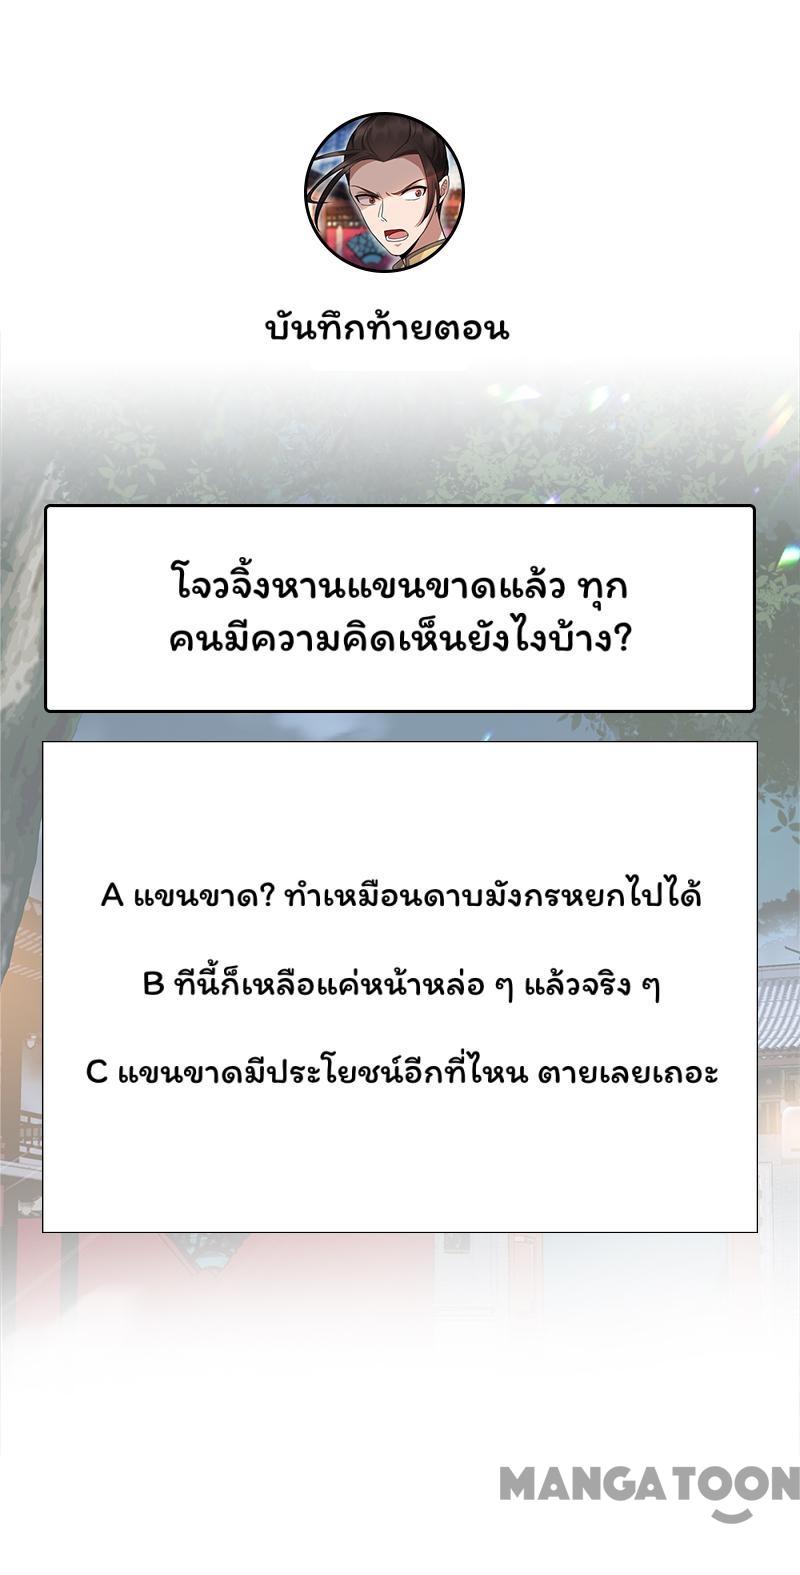 บันทึกท้ายตอน
โจวจิ้งหานแขนขาดแล้ว ทุก
คนมีความคิดเห็นยังไงบ้าง?
A แขนขาด? ทำเหมือนดาบมังกรหยกไปได้
B ทีนี้ก็เหลือแค่หน้าหล่อ ๆ แล้วจริง ๆ
C แขนขาดมีประโยชน์อีกที่ไหน ตายเลยเถอะ
MANGATOON